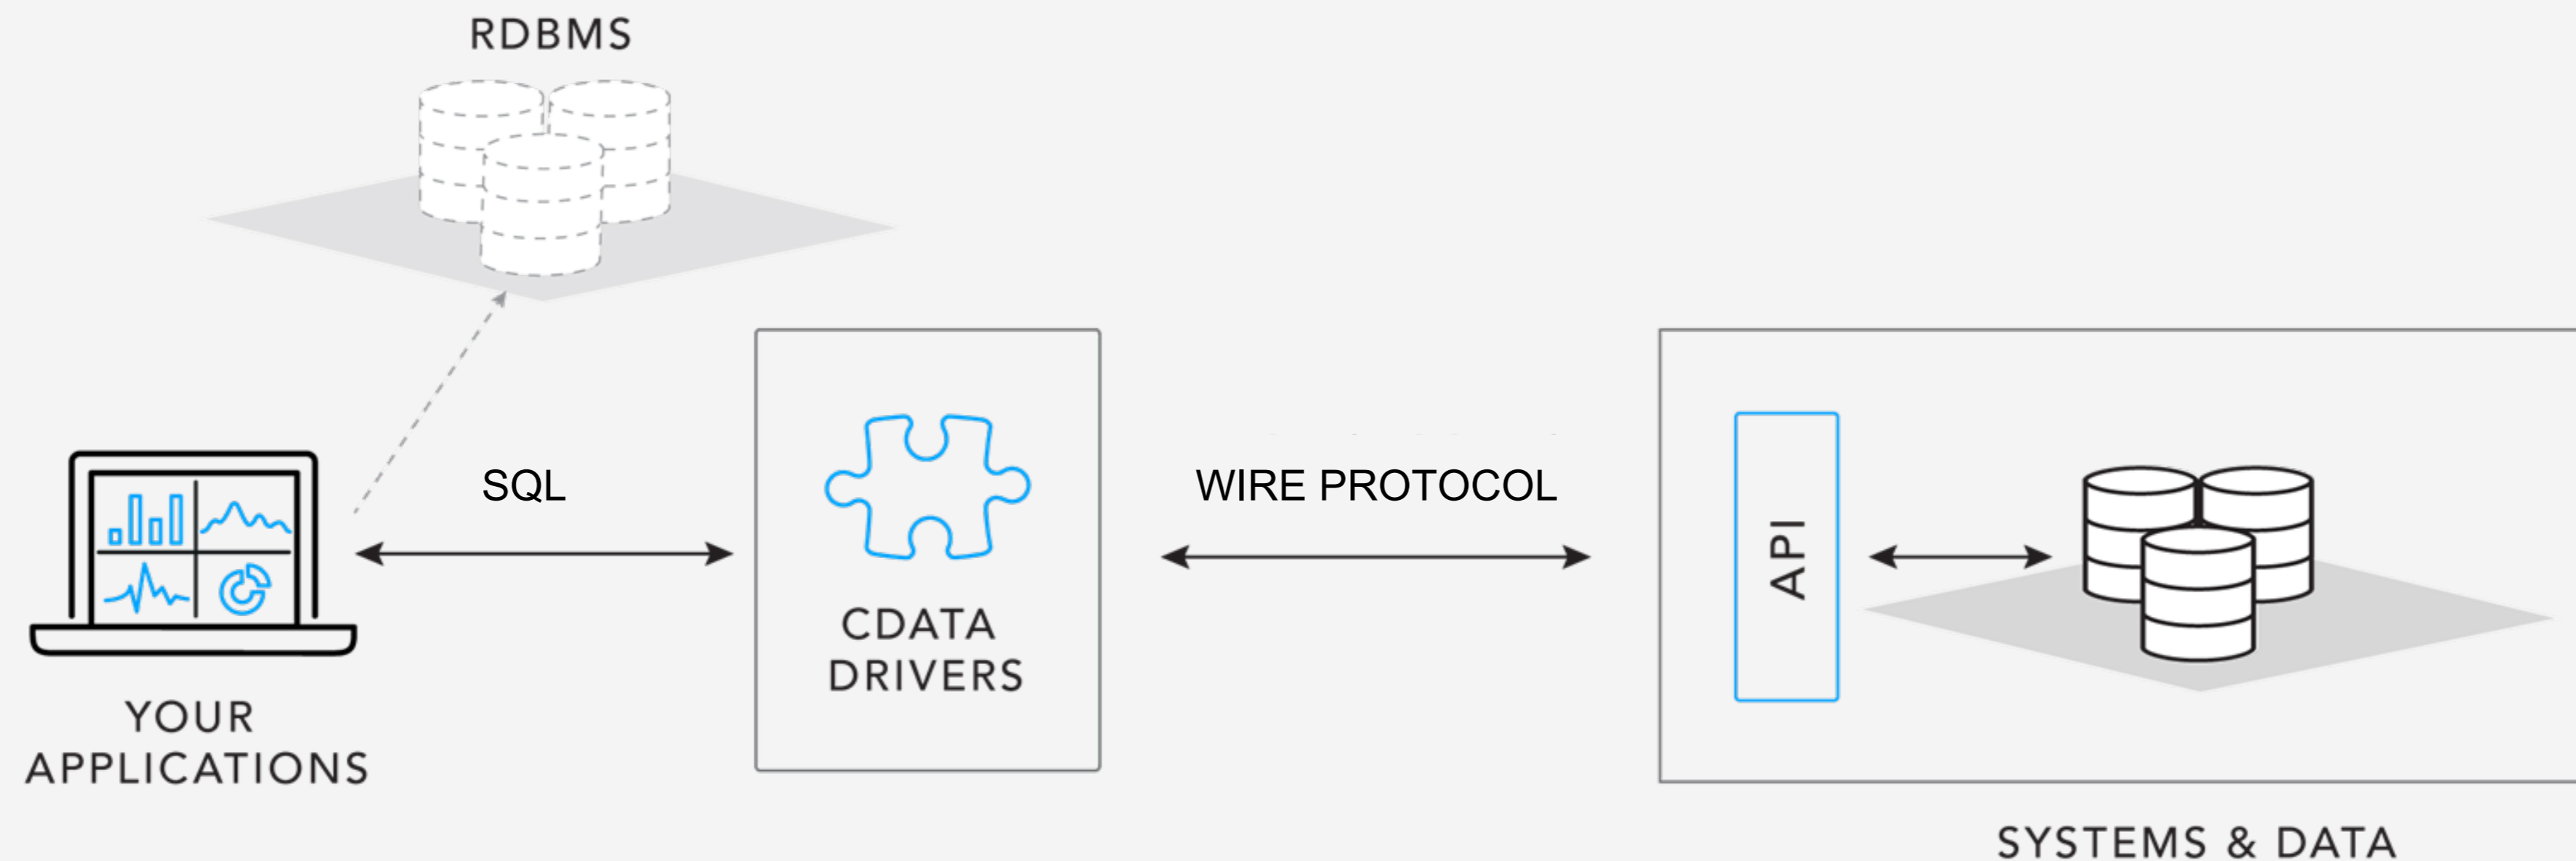 RDBMS
SQL
WIRE PROTOCOL
API
CDATA
DRIVERS
YOUR
APPLICATIONS
SYSTEMS & DATA